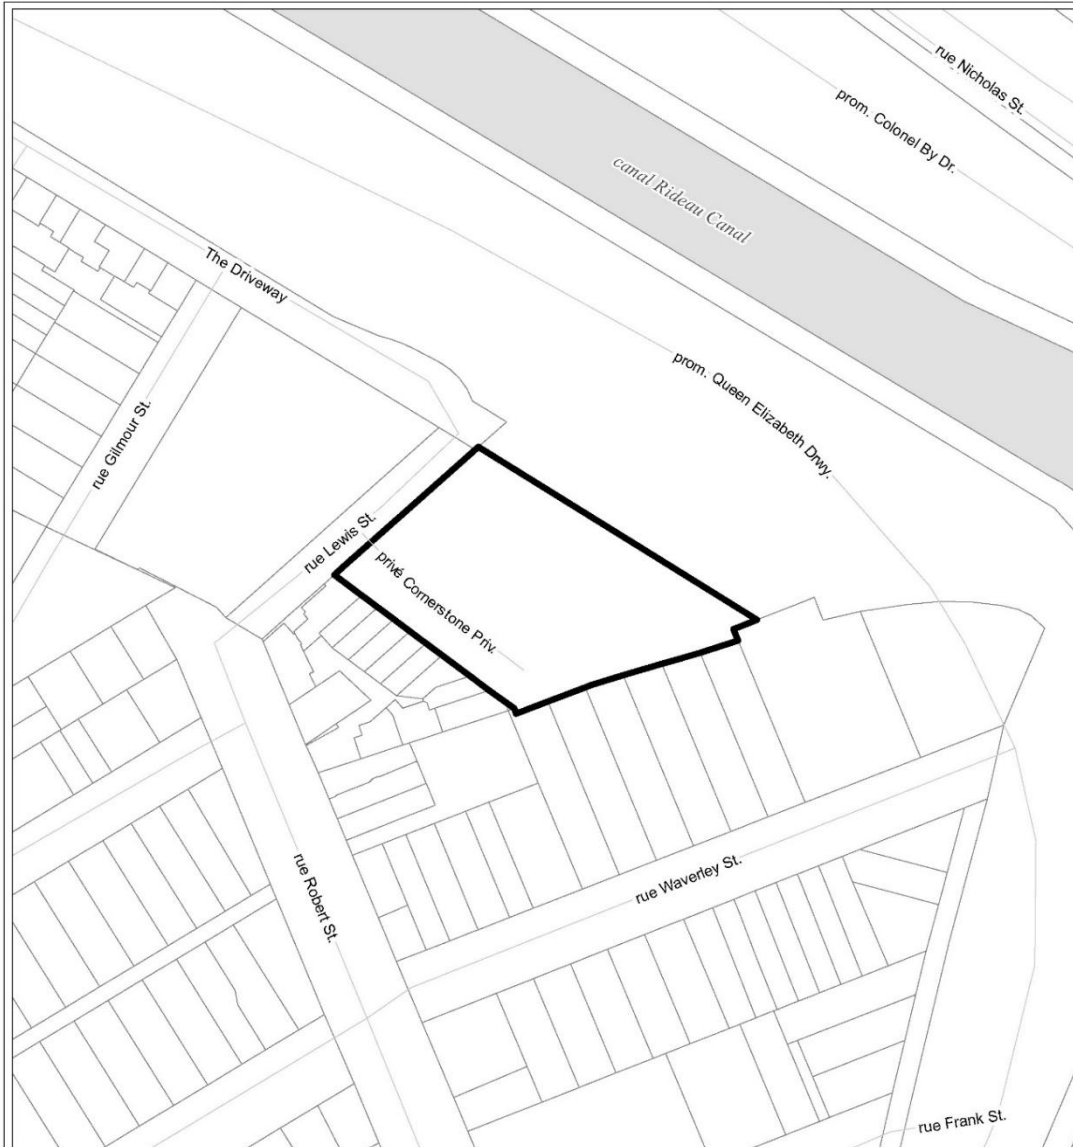 rue Nicholas St.
prom. Colonel By Dr.
canal Rideau Canal
The Driveway
prom. Queen Elizabeth Drwy.
rue Gilmour St.
rue Lewis St.
privé Cornerstone Priv.
rue Waverley St.
rue Robert St.
rue Frank St.